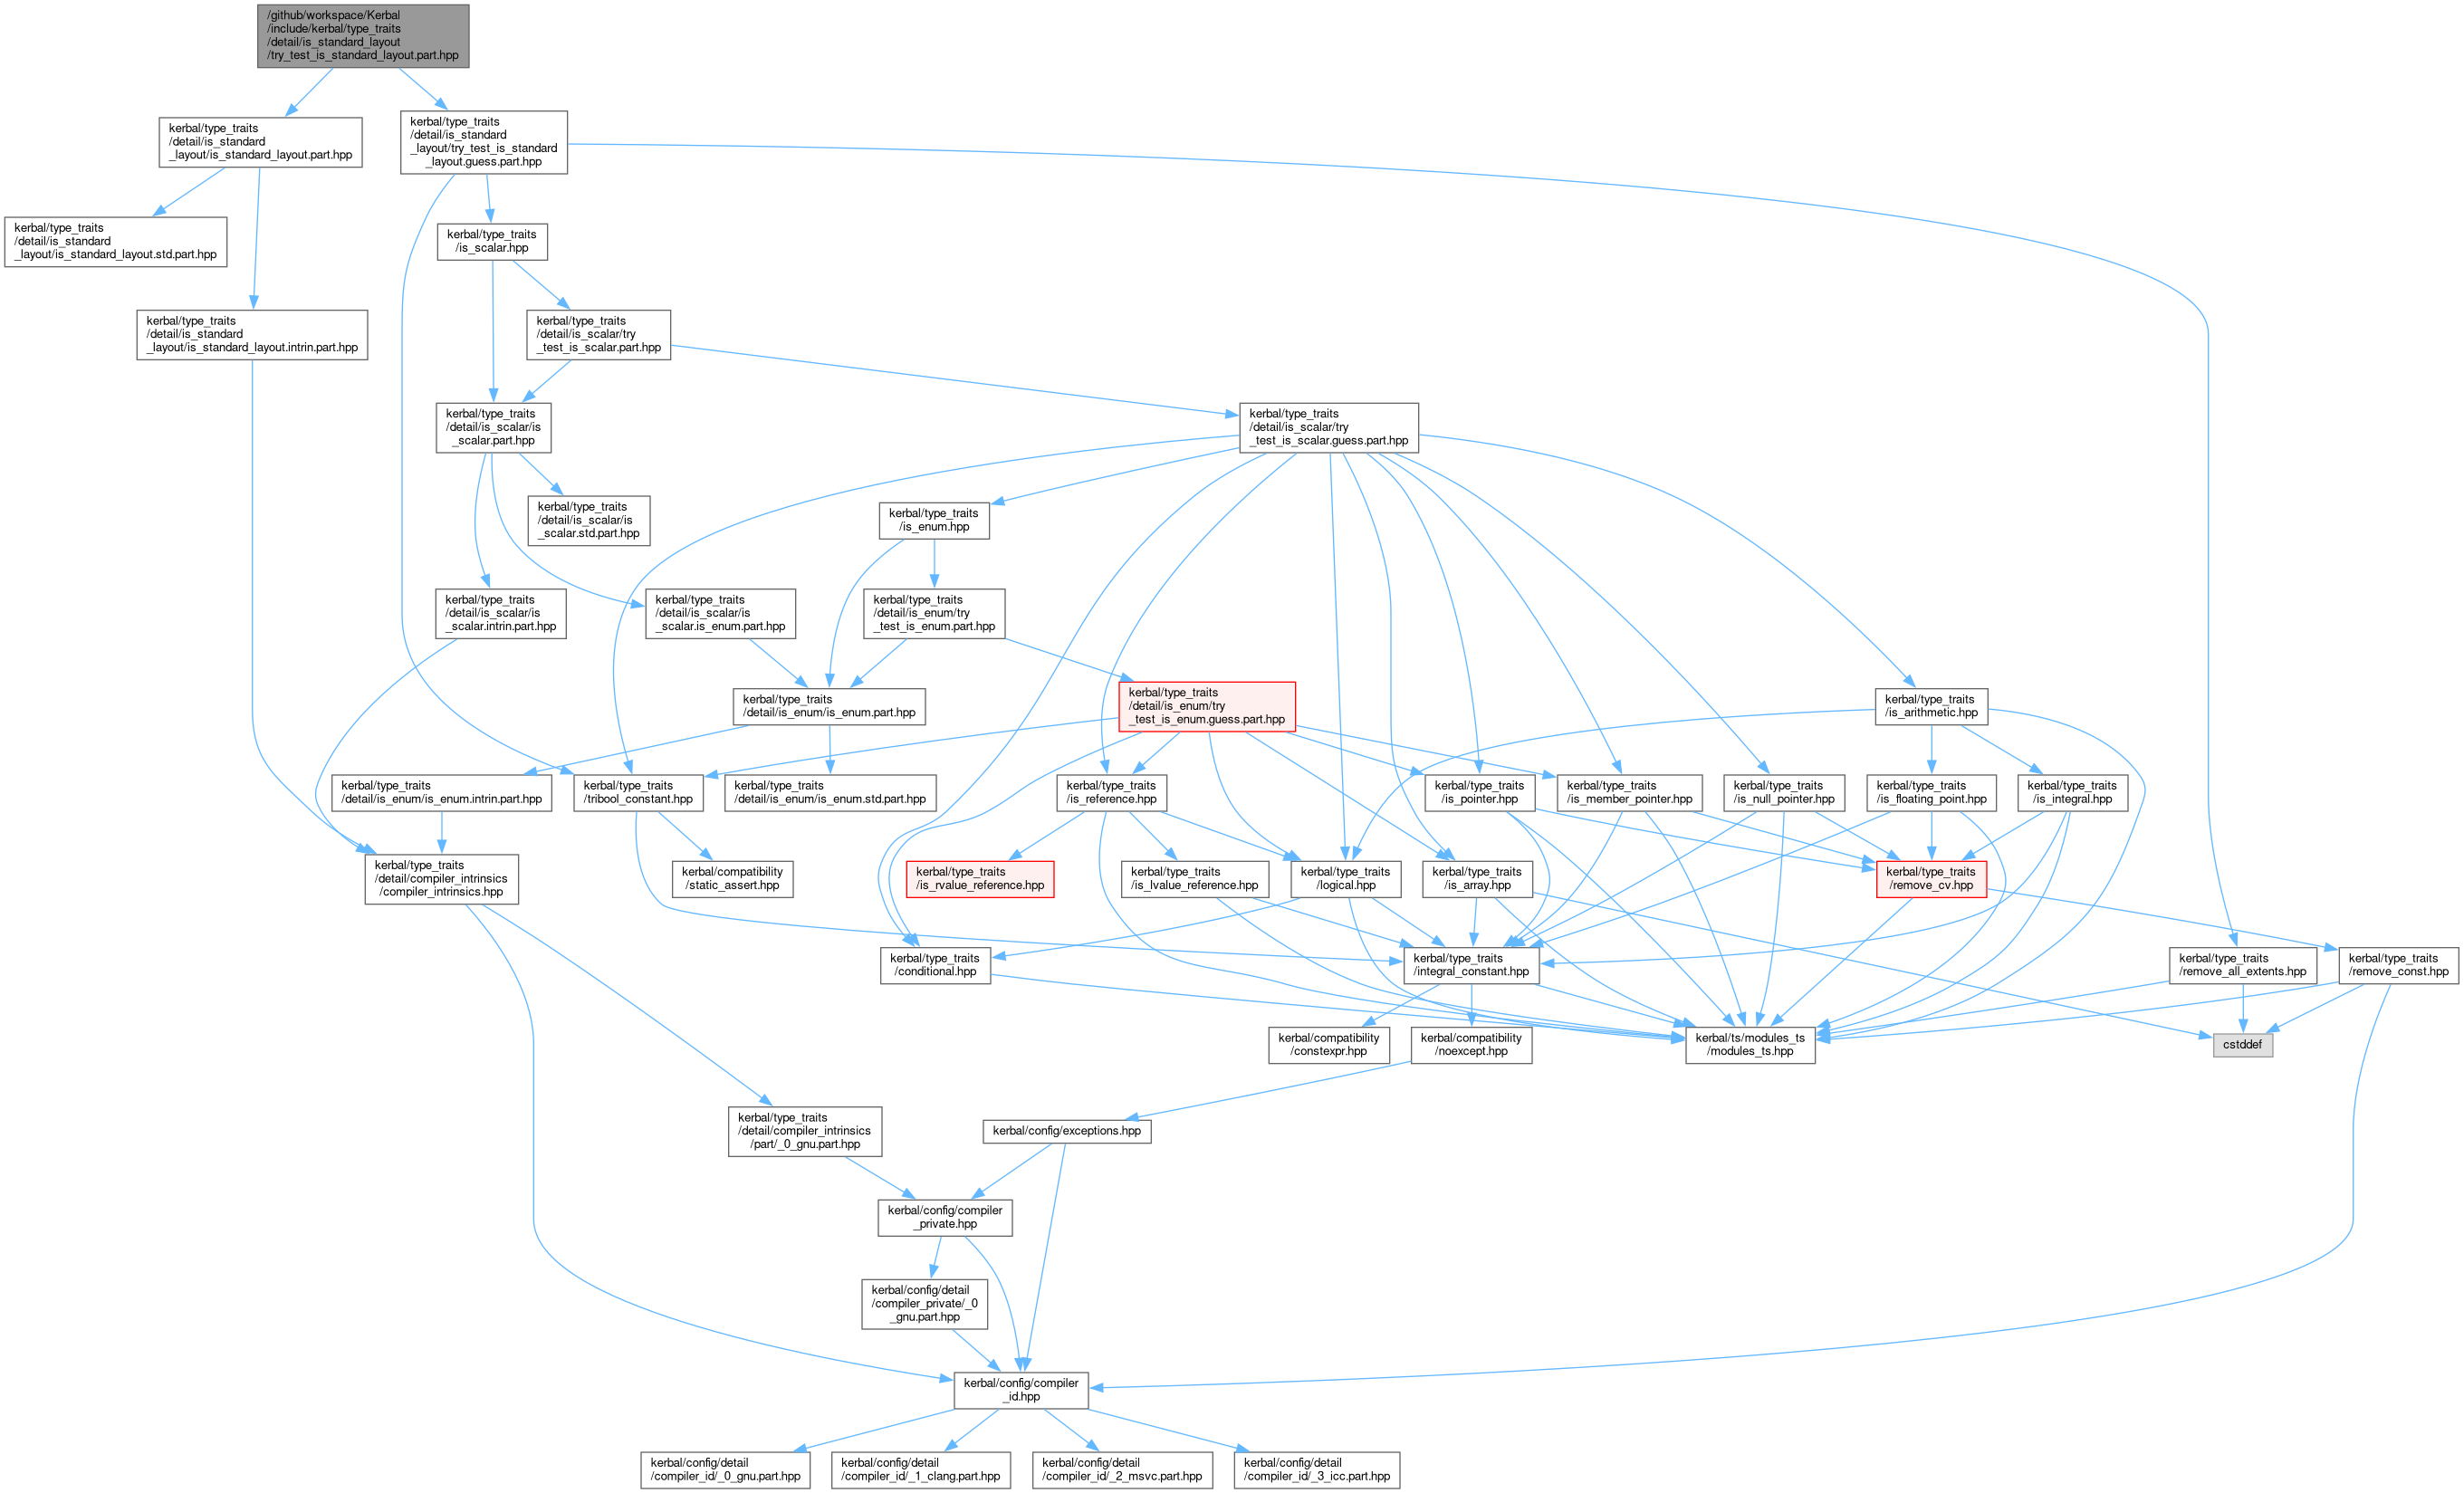 /github/workspace/Kerbal
/include/kerbal/type_traits
/detail/is_standard_layout
/try_test_is_standard_layout.part.hpp
kerbal/type_traits
/detail/is_standard
_layout/is_standard_layout.part.hpp
kerbal/type_traits
/detail/is_standard
_layout/try_test_is_standard
_layout.guess.part.hpp
kerbal/type_traits
/detail/is_standard
_layout/is_standard_layout.std.part.hpp
kerbal/type_traits
/is_scalar.hpp
kerbal/type_traits
/detail/is_standard
_layout/is_standard_layout.intrin.part.hpp
kerbal/type_traits
/detail/is_scalar/try
_test_is_scalar.part.hpp
kerbal/type_traits
/detail/is_scalar/is
_scalar.part.hpp
kerbal/type_traits
/detail/is_scalar/try
_test_is_scalar.guess.part.hpp
kerbal/type_traits
/detail/is_scalar/is
_scalar.std.part.hpp
kerbal/type_traits
/is_enum.hpp
kerbal/type_traits
/detail/is_scalar/is
_scalar.intrin.part.hpp
kerbal/type_traits
/detail/is_scalar/is
_scalar.is_enum.part.hpp
kerbal/type_traits
/detail/is_enum/try
_test_is_enum.part.hpp
kerbal/type_traits
/detail/is_enum/is_enum.part.hpp
kerbal/type_traits
/detail/is_enum/try
_test_is_enum.guess.part.hpp
kerbal/type_traits
/is_arithmetic.hpp
kerbal/type_traits
/detail/is_enum/is_enum.intrin.part.hpp
kerbal/type_traits
/tribool_constant.hpp
kerbal/type_traits
/detail/is_enum/is_enum.std.part.hpp
kerbal/type_traits
/is_reference.hpp
kerbal/type_traits
/is_pointer.hpp
kerbal/type_traits
/is_member_pointer.hpp
kerbal/type_traits
/is_null_pointer.hpp
kerbal/type_traits
/is_floating_point.hpp
kerbal/type_traits
/is_integral.hpp
kerbal/type_traits
/detail/compiler_intrinsics
/compiler_intrinsics.hpp
kerbal/compatibility
/static_assert.hpp
kerbal/type_traits
/is_rvalue_reference.hpp
kerbal/type_traits
/is_lvalue_reference.hpp
kerbal/type_traits
/logical.hpp
kerbal/type_traits
/is_array.hpp
kerbal/type_traits
/remove_cv.hpp
kerbal/type_traits
/conditional.hpp
kerbal/type_traits
/integral_constant.hpp
kerbal/type_traits
/remove_all_extents.hpp
kerbal/type_traits
/remove_const.hpp
kerbal/compatibility
/constexpr.hpp
kerbal/compatibility
/noexcept.hpp
kerbal/ts/modules_ts
/modules_ts.hpp
cstddef
kerbal/type_traits
/detail/compiler_intrinsics
/part/_0_gnu.part.hpp
kerbal/config/exceptions.hpp
kerbal/config/compiler
_private.hpp
kerbal/config/detail
/compiler_private/_0
_gnu.part.hpp
kerbal/config/compiler
_id.hpp
kerbal/config/detail
/compiler_id/_0_gnu.part.hpp
kerbal/config/detail
/compiler_id/_1_clang.part.hpp
kerbal/config/detail
/compiler_id/_2_msvc.part.hpp
kerbal/config/detail
/compiler_id/_3_icc.part.hpp